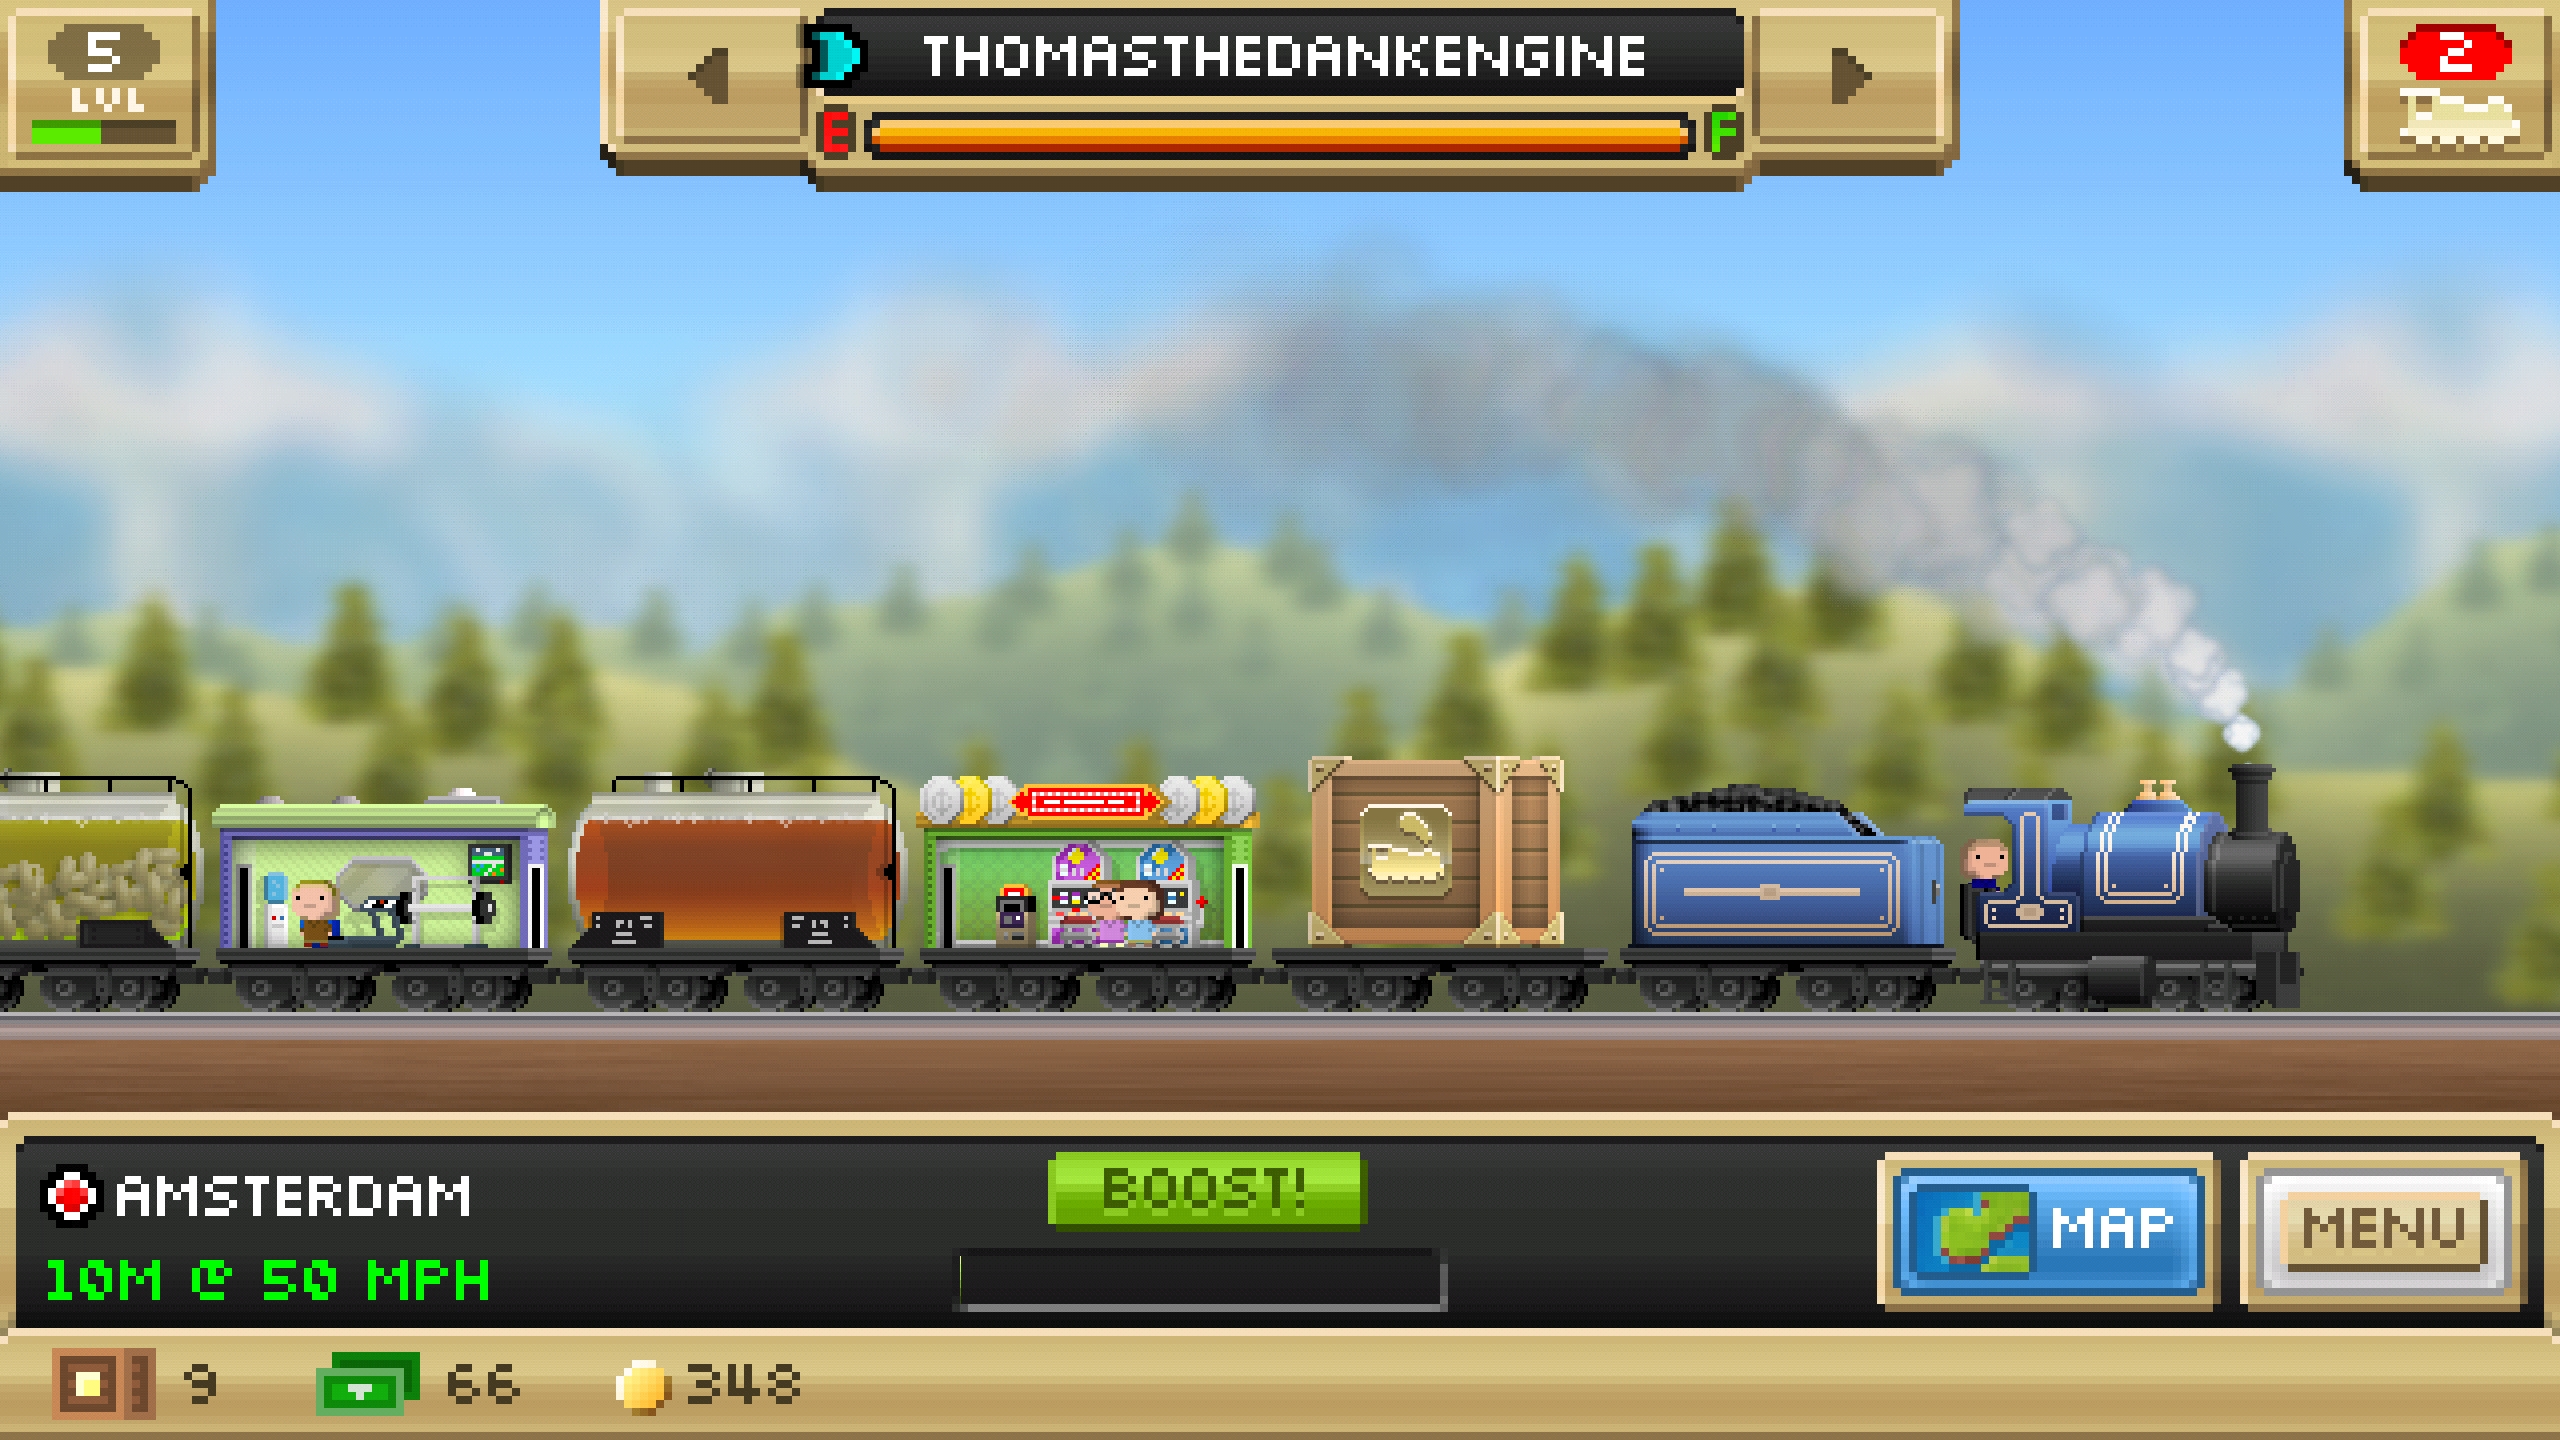 5
LVL
THOMASTHEDANKENGINE
E F
2
AMSTERDAM
BOOST!
10M @ 50 MPH
MAP
MENU
9
66
348